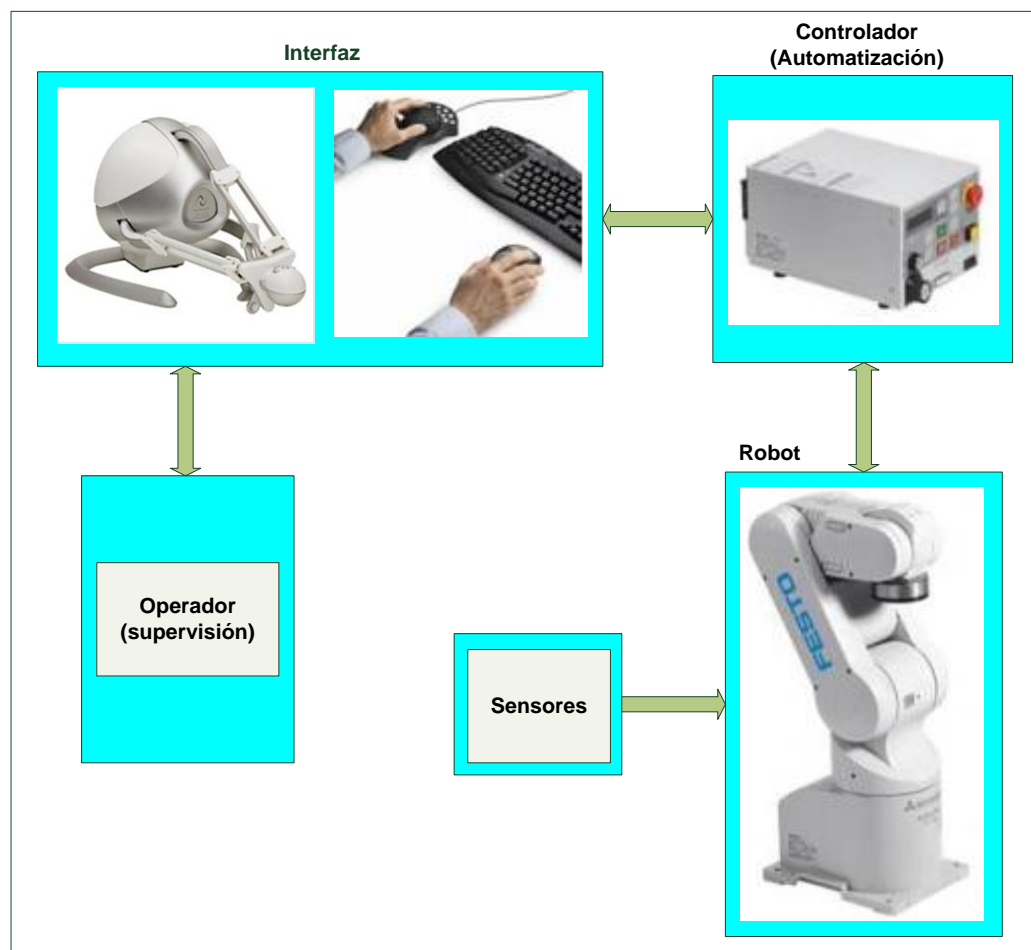 Interfaz
Controlador
(Automatización)
Robot
FESTO
Operador
(supervisión)
Sensores